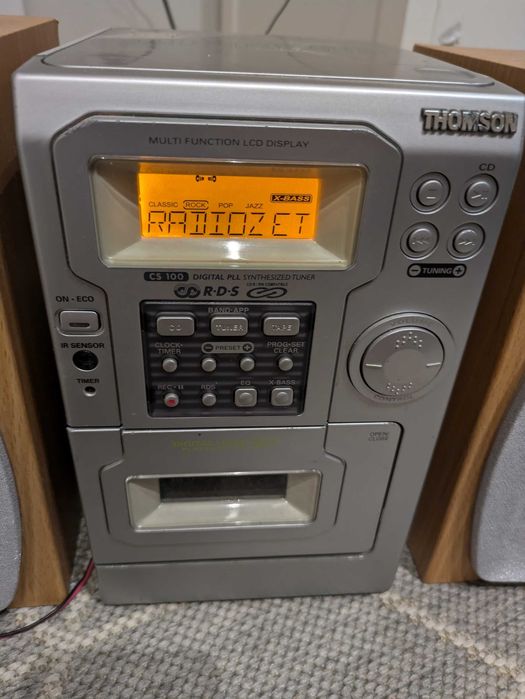 THOMSON
MULTI FUNCTION LCD DISPLAY
CD
CLASSIC ROCK POP JAZZ X-BASS
RADIOZET
− TUNING +
CS 100 DIGITAL PLL SYNTHESIZED TUNER
R·D·S
ON - ECO
BAND·APP
CD TUNER TAPE
IR SENSOR
CLOCK· TIMER
− PRESET +
PROG·SET CLEAR
TIMER
REC·II RDS EQ X-BASS
CONTROL
OPEN/
CLOSE